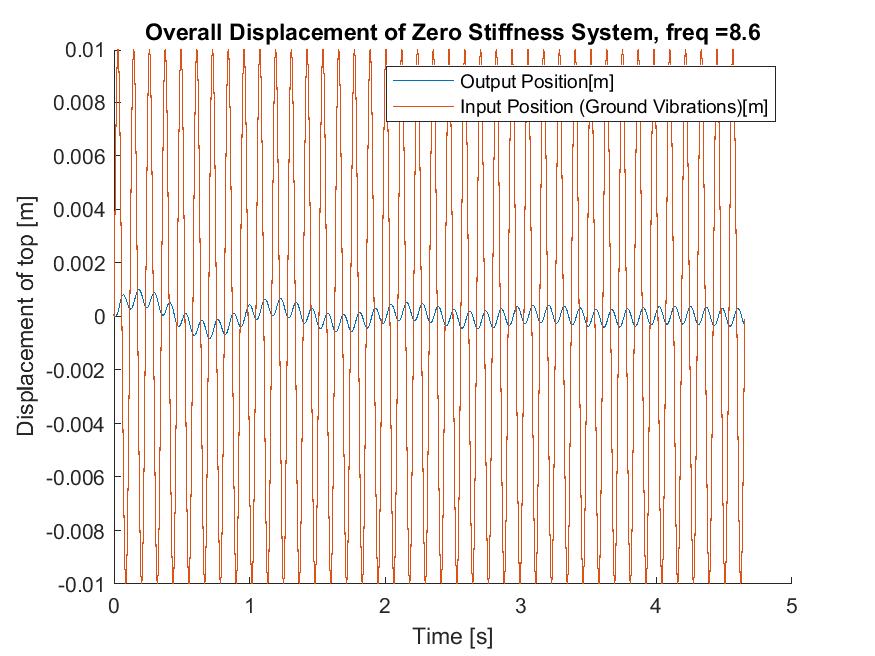 Overall Displacement of Zero Stiffness System, freq =8.6
Output Position[m]
Input Position (Ground Vibrations)[m]
Displacement of top [m]
0.01
0.008
0.006
0.004
0.002
0
-0.002
-0.004
-0.006
-0.008
-0.01
0 1 2 3 4 5
Time [s]